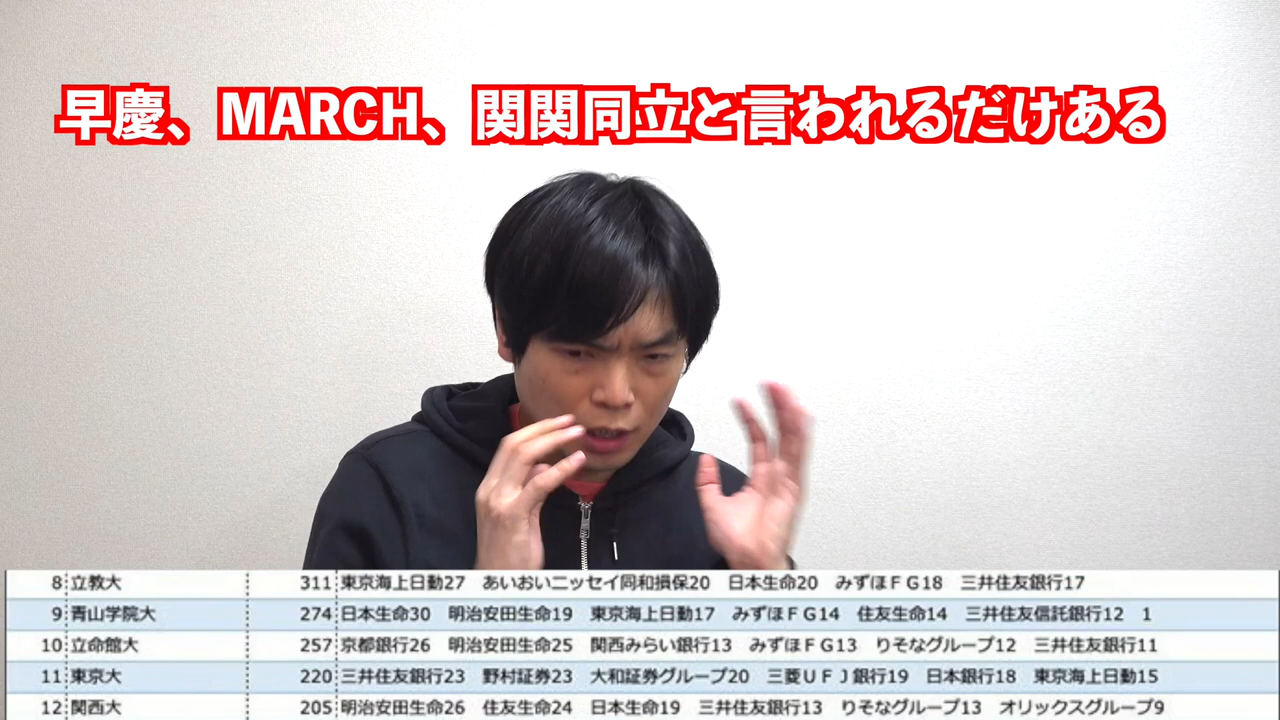 早慶、MARCH、関関同立と言われるだけある
8 立教大 311 東京海上日動27 あいおいニッセイ同和損保20 日本生命20 みずほＦＧ18 三井住友銀行17
9 青山学院大 274 日本生命30 明治安田生命19 東京海上日動17 みずほＦＧ14 住友生命14 三井住友信託銀行12 1
10 立命館大 257 京都銀行26 明治安田生命25 関西みらい銀行13 みずほＦＧ13 りそなグループ12 三井住友銀行11
11 東京大 220 三井住友銀行23 野村証券23 大和証券グループ20 三菱ＵＦＪ銀行19 日本銀行18 東京海上日動15
12 関西大 205 明治安田生命26 住友生命24 日本生命19 三井住友銀行13 りそなグループ13 オリックスグループ9